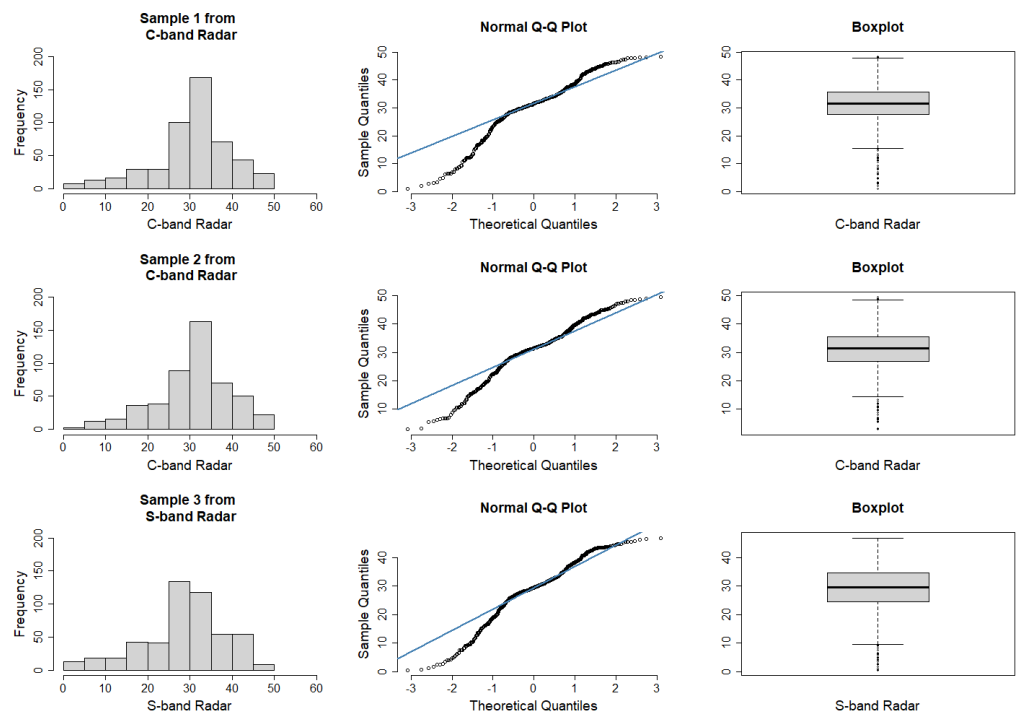 Sample 1 from
C-band Radar
Frequency
200
150
100
50
0
0 10 20 30 40 50 60
C-band Radar
Normal Q-Q Plot
Sample Quantiles
50
40
30
20
10
0
-3 -2 -1 0 1 2 3
Theoretical Quantiles
Boxplot
50
40
30
20
10
0
C-band Radar
Sample 2 from
C-band Radar
Frequency
200
150
100
50
0
0 10 20 30 40 50 60
C-band Radar
Normal Q-Q Plot
Sample Quantiles
50
40
30
20
10
-3 -2 -1 0 1 2 3
Theoretical Quantiles
Boxplot
50
40
30
20
10
C-band Radar
Sample 3 from
S-band Radar
Frequency
200
150
100
50
0
0 10 20 30 40 50 60
S-band Radar
Normal Q-Q Plot
Sample Quantiles
40
30
20
10
0
-3 -2 -1 0 1 2 3
Theoretical Quantiles
Boxplot
40
30
20
10
0
S-band Radar